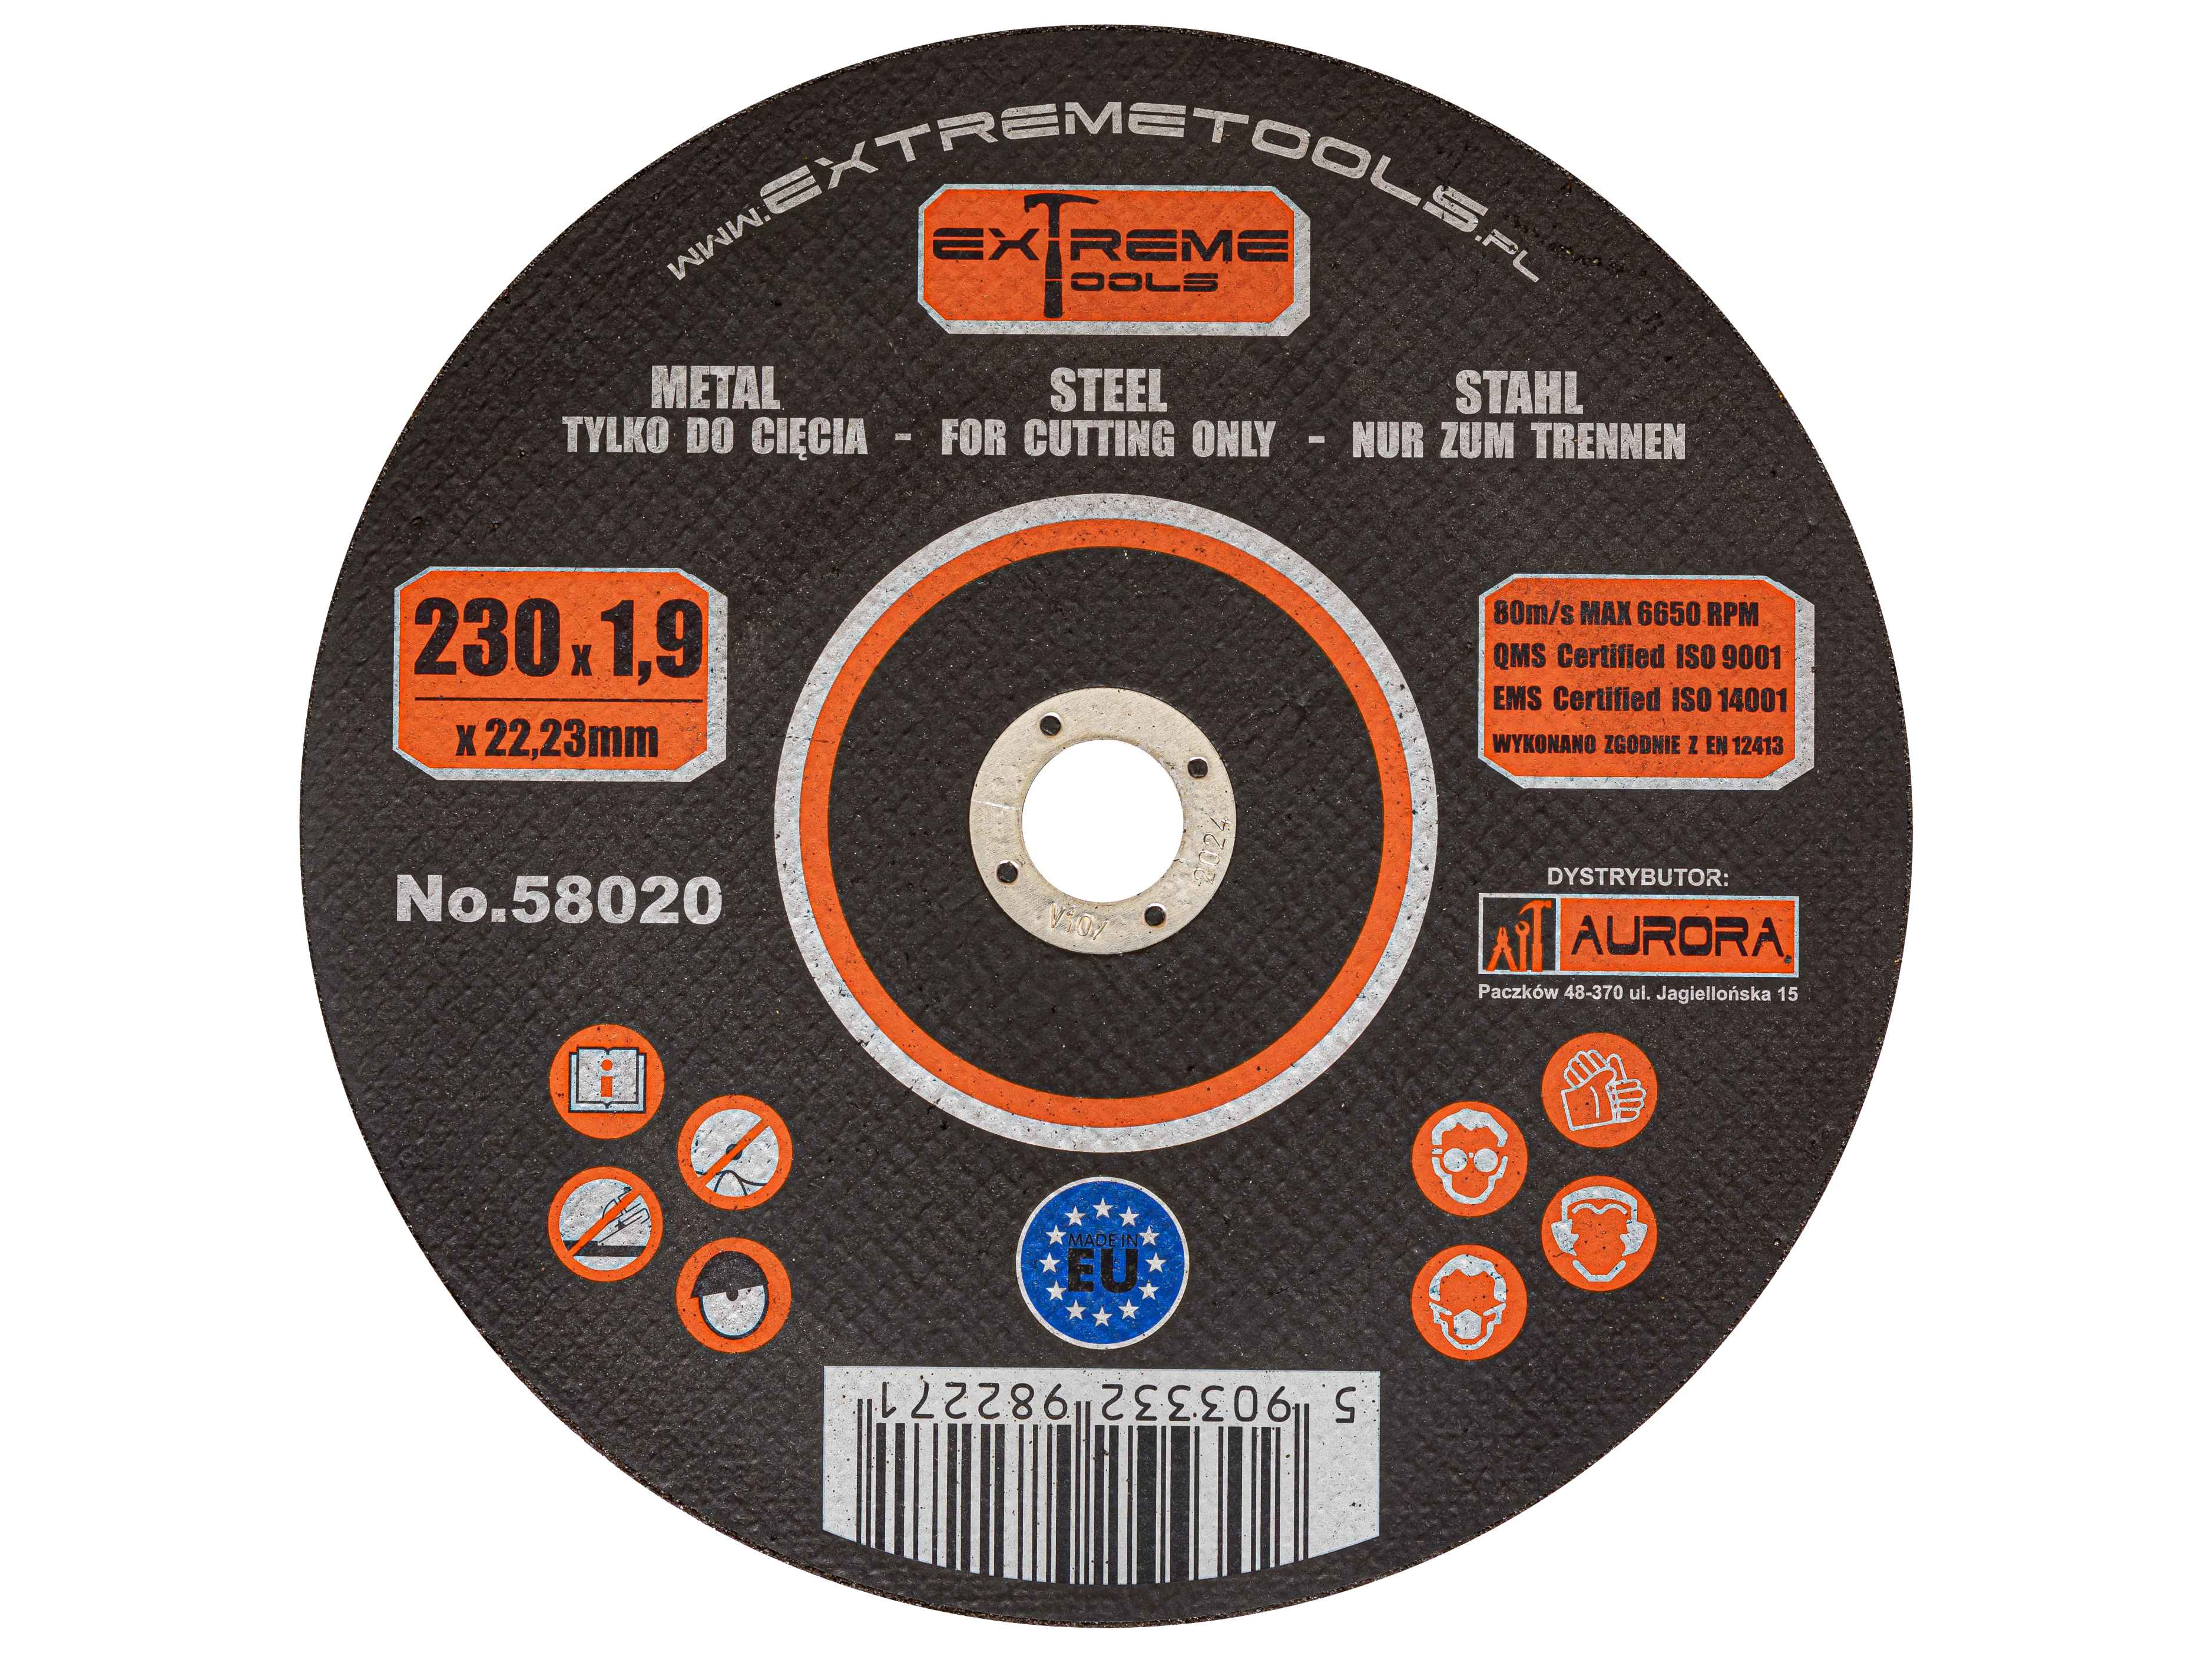 www.EXTREMETOOLS.PL
EXTREME
TOOLS
METAL STEEL STAHL
TYLKO DO CIĘCIA - FOR CUTTING ONLY - NUR ZUM TRENNEN
230 x 1,9
x 22,23mm
80m/s MAX 6650 RPM
QMS Certified ISO 9001
EMS Certified ISO 14001
WYKONANO ZGODNIE Z EN 12413
2024
No.58020
DYSTRYBUTOR:
AT AURORA
Paczków 48-370 ul. Jagiellońska 15
i
MADE IN
EU
5 903332 982271